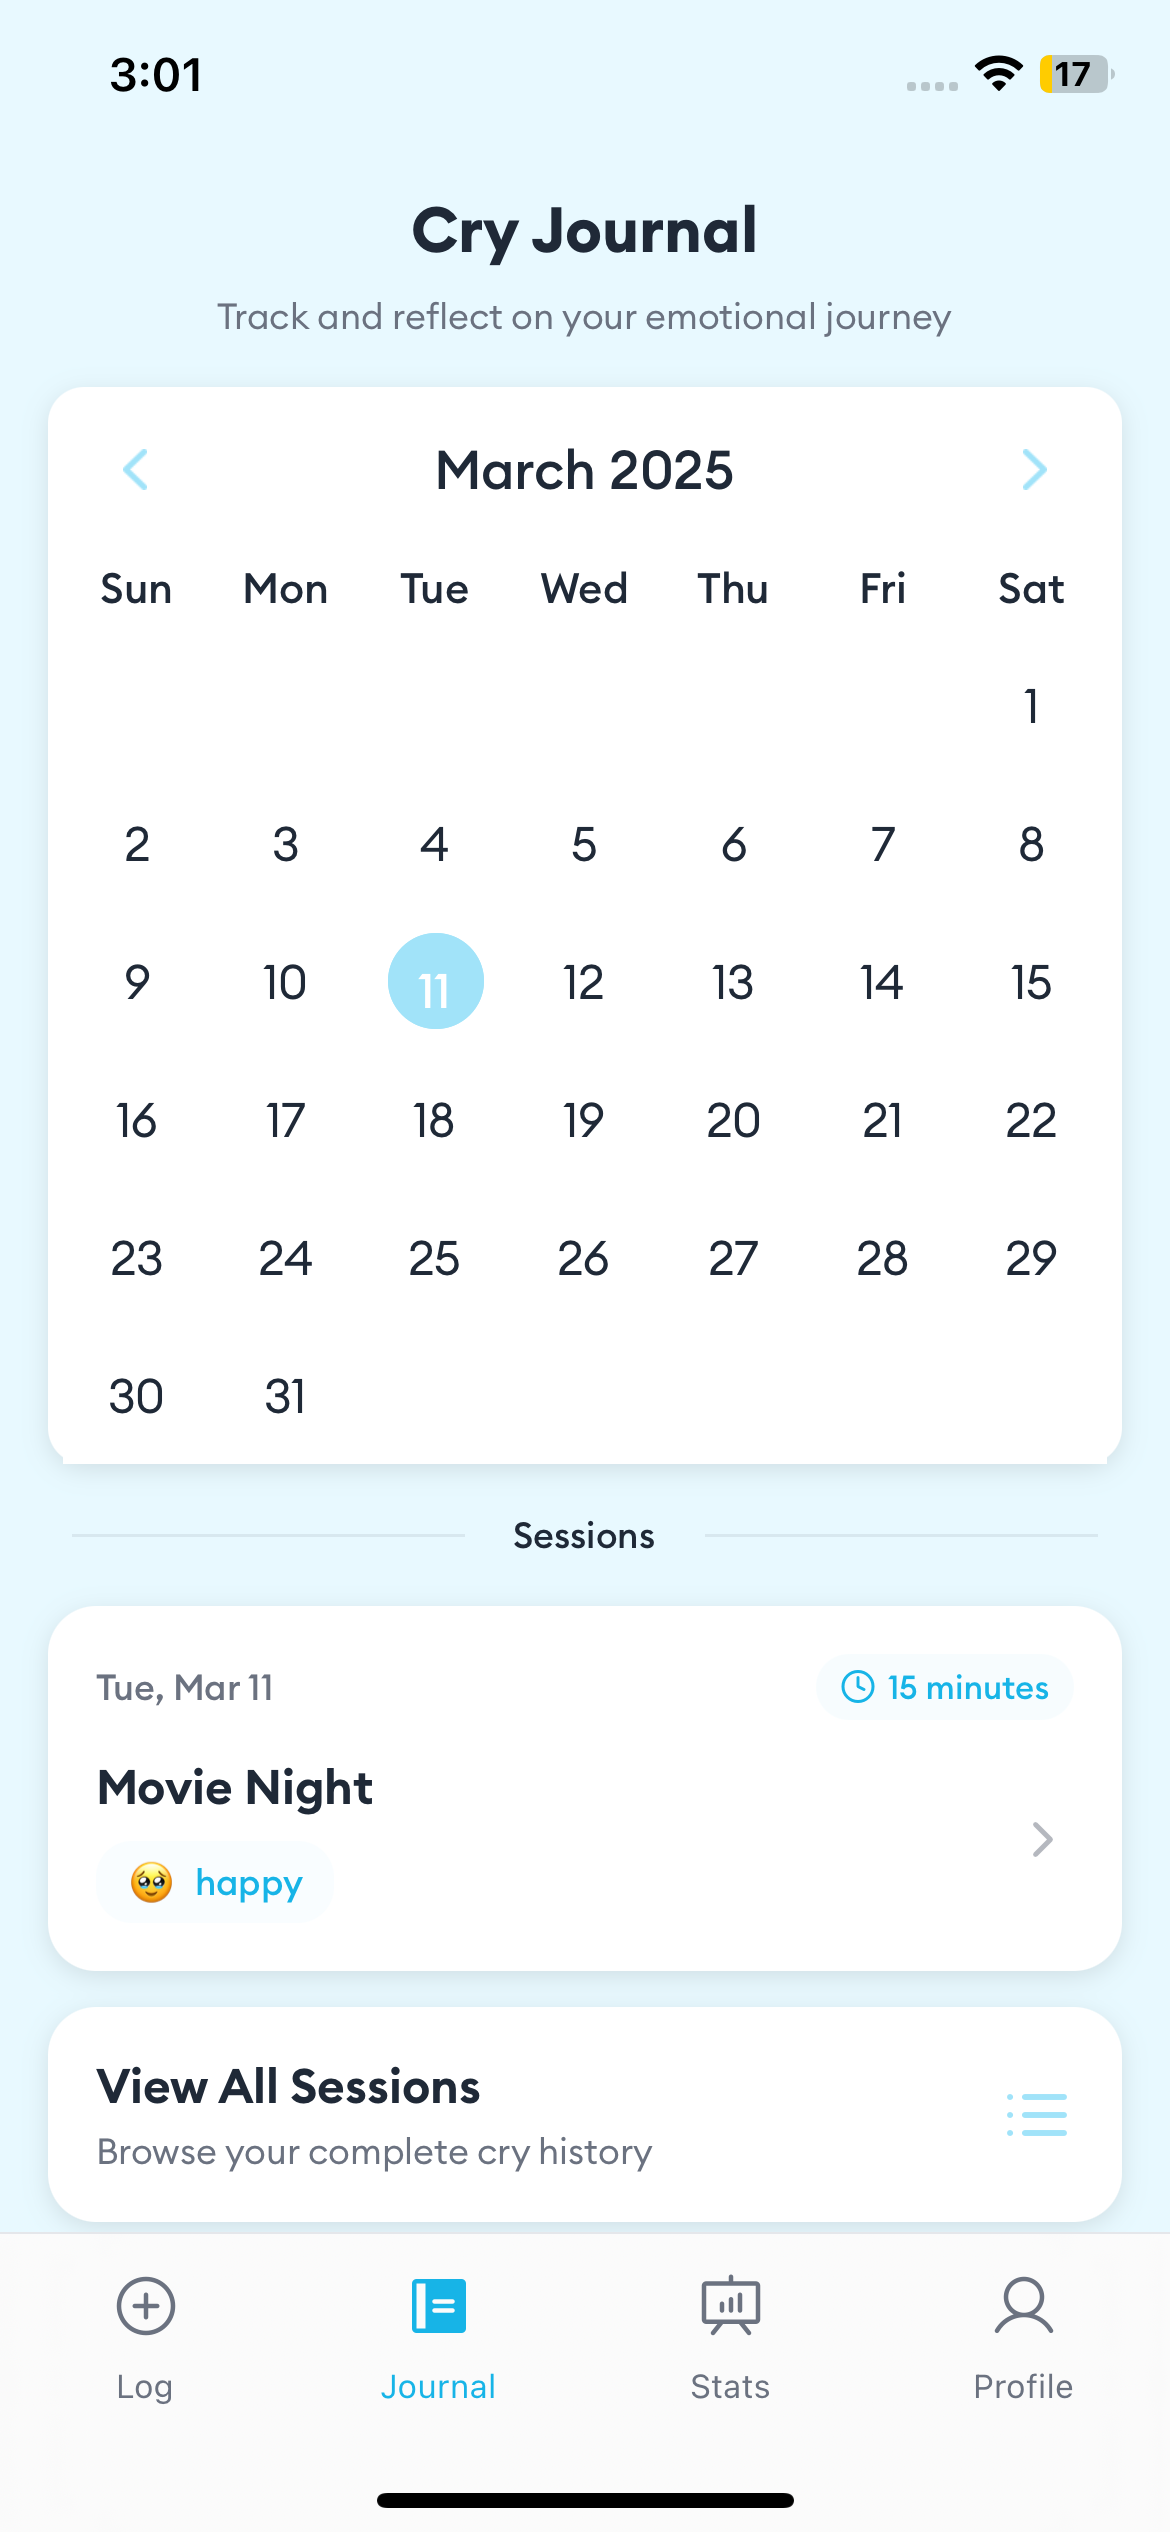 3:01
17
Cry Journal
Track and reflect on your emotional journey
March 2025
Sun Mon Tue Wed Thu Fri Sat
1
2 3 4 5 6 7 8
9 10 11 12 13 14 15
16 17 18 19 20 21 22
23 24 25 26 27 28 29
30 31
Sessions
Tue, Mar 11 15 minutes
Movie Night
🥹 happy
View All Sessions
Browse your complete cry history
Log Journal Stats Profile